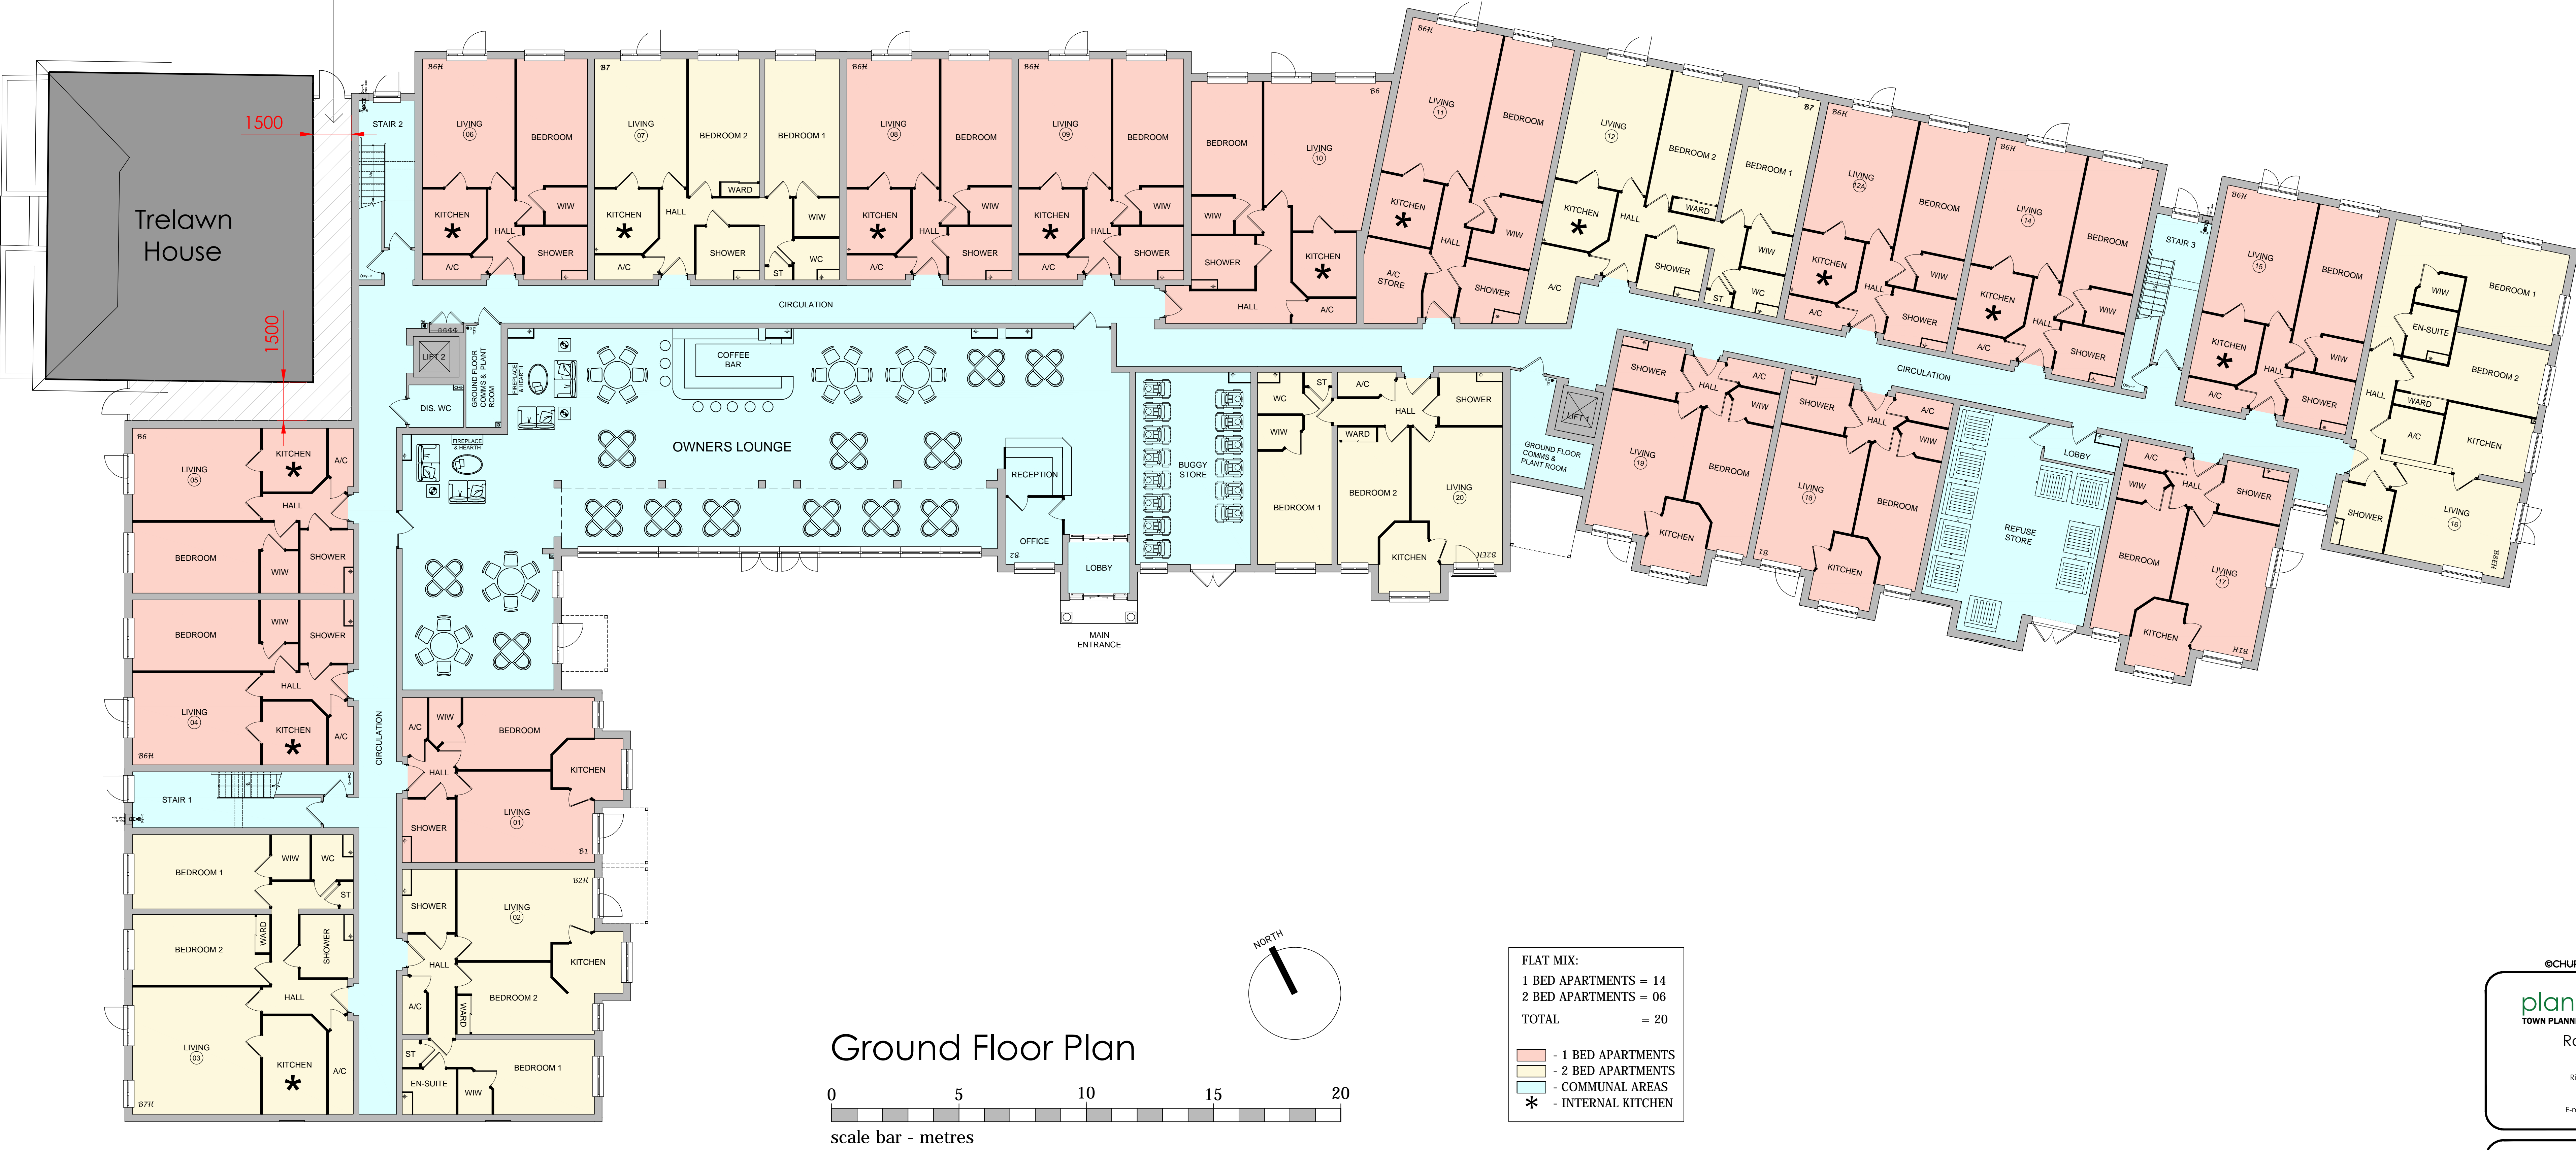 Trelawn
House
1500
1500
STAIR 2
B6H
LIVING
06
BEDROOM
KITCHEN
*
WIW
HALL
SHOWER
A/C
B7
LIVING
07
BEDROOM 2
BEDROOM 1
WARD
KITCHEN
*
HALL
WIW
SHOWER
WC
A/C
ST
B6H
LIVING
08
BEDROOM
KITCHEN
*
WIW
HALL
SHOWER
A/C
B6H
LIVING
09
BEDROOM
KITCHEN
*
WIW
HALL
SHOWER
A/C
B6
BEDROOM
LIVING
10
WIW
SHOWER
KITCHEN
*
HALL
A/C
B6H
LIVING
11
BEDROOM
KITCHEN
*
WIW
HALL
A/C
STORE
SHOWER
B7
LIVING
12
BEDROOM 2
BEDROOM 1
WARD
KITCHEN
*
HALL
WIW
SHOWER
WC
A/C
ST
B6H
LIVING
12A
BEDROOM
KITCHEN
*
WIW
HALL
SHOWER
A/C
B6H
LIVING
14
BEDROOM
KITCHEN
*
WIW
HALL
SHOWER
A/C
STAIR 3
B6H
LIVING
15
BEDROOM
KITCHEN
*
WIW
HALL
SHOWER
A/C
BEDROOM 1
WIW
EN-SUITE
BEDROOM 2
HALL
WARD
A/C
KITCHEN
SHOWER
LIVING
16
B8EH
CIRCULATION
CIRCULATION
LIFT 2
DIS. WC
GROUND FLOOR
COMMS & PLANT
ROOM
FIREPLACE
& HEARTH
FIREPLACE
& HEARTH
COFFEE
BAR
OWNERS LOUNGE
RECEPTION
OFFICE
B2
LOBBY
MAIN
ENTRANCE
BUGGY
STORE
WC
ST
A/C
HALL
SHOWER
WIW
WARD
BEDROOM 1
BEDROOM 2
LIVING
20
KITCHEN
B2EH
LIFT 1
GROUND FLOOR
COMMS &
PLANT ROOM
SHOWER
HALL
A/C
WIW
LIVING
19
BEDROOM
KITCHEN
SHOWER
HALL
A/C
WIW
LIVING
18
BEDROOM
KITCHEN
B1
REFUSE
STORE
LOBBY
A/C
WIW
HALL
SHOWER
BEDROOM
LIVING
17
KITCHEN
B1H
B6
LIVING
05
KITCHEN
*
A/C
HALL
BEDROOM
WIW
SHOWER
BEDROOM
WIW
SHOWER
HALL
LIVING
04
KITCHEN
*
A/C
B6H
CIRCULATION
STAIR 1
BEDROOM 1
WIW
WC
ST
BEDROOM 2
WARD
SHOWER
HALL
LIVING
03
KITCHEN
*
A/C
B7H
A/C
WIW
BEDROOM
HALL
KITCHEN
LIVING
01
SHOWER
B1
B2H
SHOWER
LIVING
02
HALL
KITCHEN
A/C
WARD
BEDROOM 2
ST
EN-SUITE
WIW
BEDROOM 1
NORTH
Ground Floor Plan
0 5 10 15 20
scale bar - metres
FLAT MIX:
1 BED APARTMENTS = 14
2 BED APARTMENTS = 06
TOTAL = 20
- 1 BED APARTMENTS
- 2 BED APARTMENTS
- COMMUNAL AREAS
* - INTERNAL KITCHEN
©CHUR
plan
TOWN PLANN
Ro
E-m